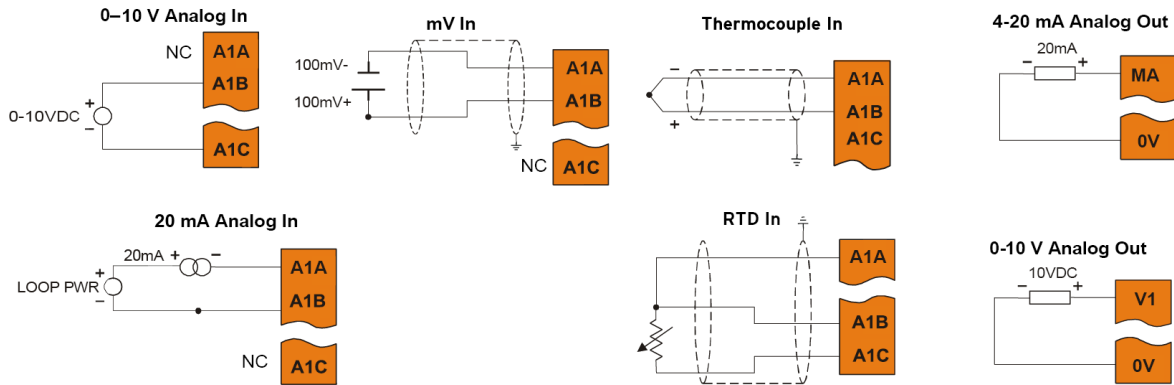 0–10 V Analog In
NC
A1A
A1B
+
0-10VDC
−
A1C
mV In
100mV-
100mV+
A1A
A1B
NC
A1C
Thermocouple In
−
+
A1A
A1B
A1C
4-20 mA Analog Out
20mA
−
+
MA
0V
20 mA Analog In
20mA
+
−
+
LOOP PWR
−
A1A
A1B
NC
A1C
RTD In
A1A
A1B
A1C
0-10 V Analog Out
10VDC
−
+
V1
0V